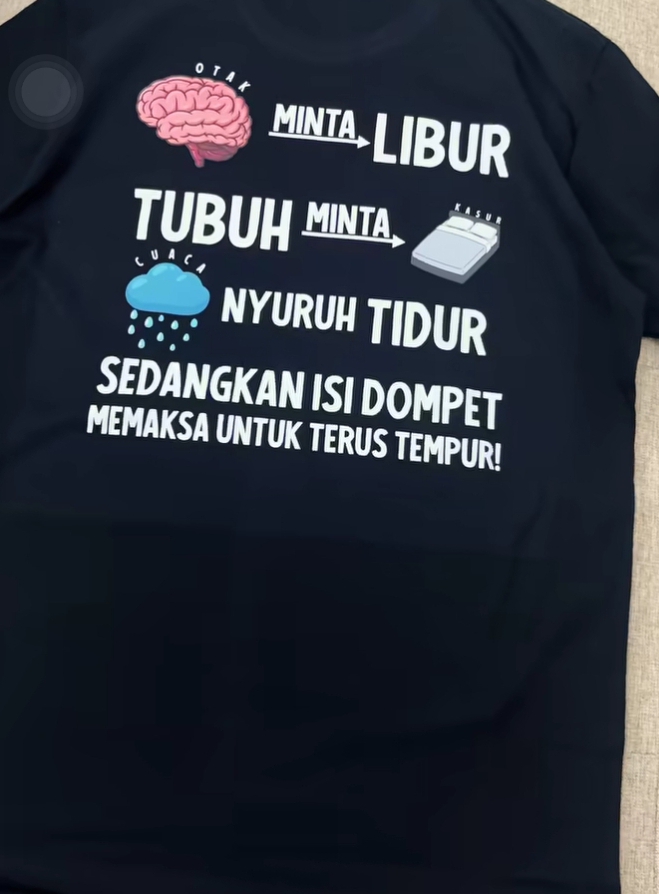 OTAK
MINTA LIBUR
TUBUH MINTA
KASUR
CUACA
NYURUH TIDUR
SEDANGKAN ISI DOMPET
MEMAKSA UNTUK TERUS TEMPUR!